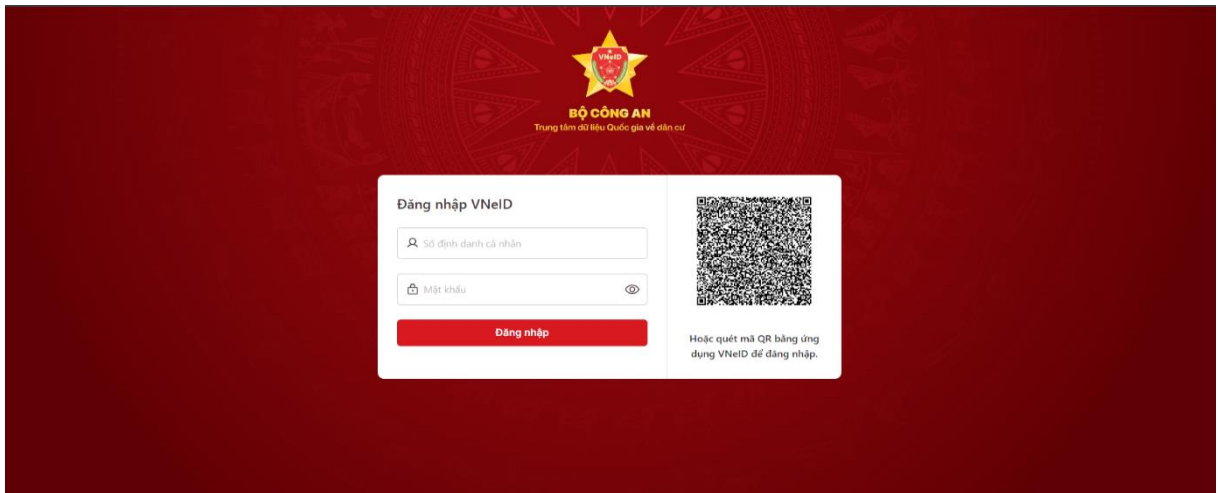 VNeID
BỘ CÔNG AN
Trung tâm dữ liệu Quốc gia về dân cư
Đăng nhập VNeID
Số định danh cá nhân
Mật khẩu
Đăng nhập
Hoặc quét mã QR bằng ứng
dụng VNeID để đăng nhập.